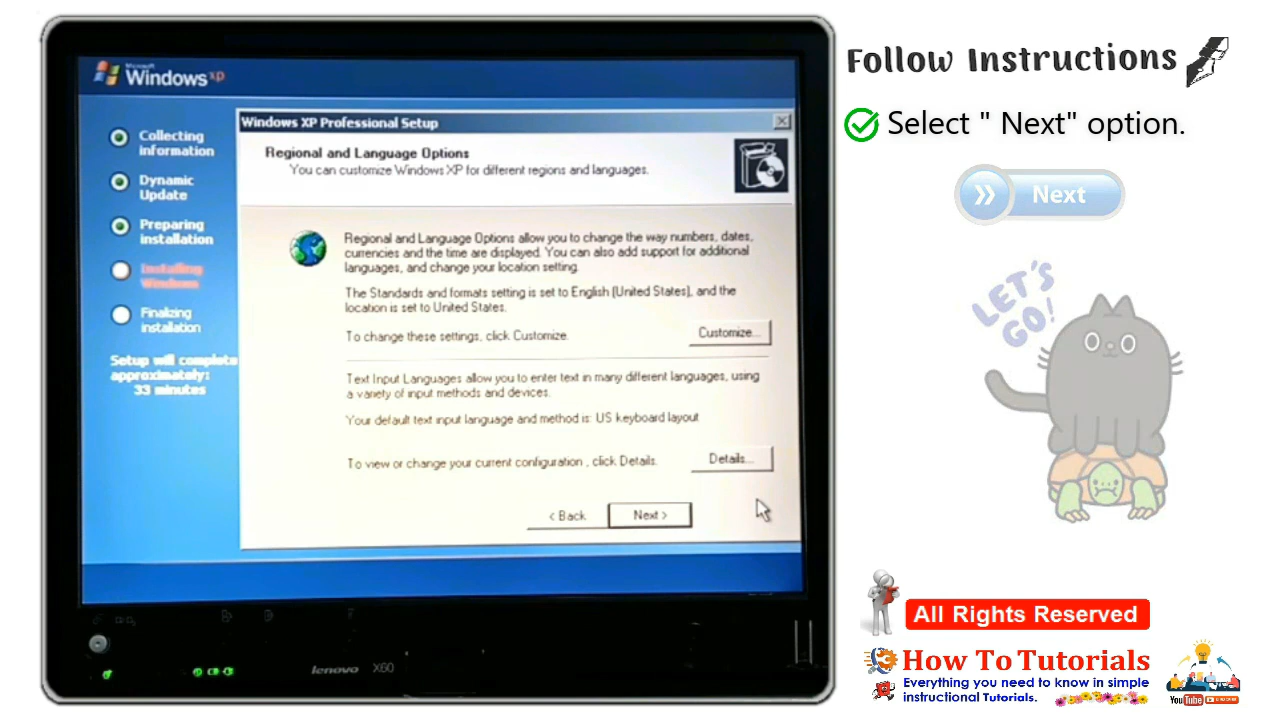 Microsoft
Windows xp
Collecting
information
Dynamic
Update
Preparing
installation
Installing
Windows
Finalizing
installation
Setup will complete
approximately:
33 minutes
Windows XP Professional Setup
Regional and Language Options
You can customize Windows XP for different regions and languages.
Regional and Language Options allow you to change the way numbers, dates,
currencies and the time are displayed. You can also add support for additional
languages, and change your location setting.
The Standards and formats setting is set to English (United States), and the
location is set to United States.
To change these settings, click Customize.
Customize...
Text Input Languages allow you to enter text in many different languages, using
a variety of input methods and devices.
Your default text input language and method is: US keyboard layout
To view or change your current configuration , click Details.
Details...
< Back
Next >
lenovo X60
Follow Instructions
Select " Next" option.
Next
LET'S
GO!
All Rights Reserved
How To Tutorials
Everything you need to know in simple
instructional Tutorials.
YouTube